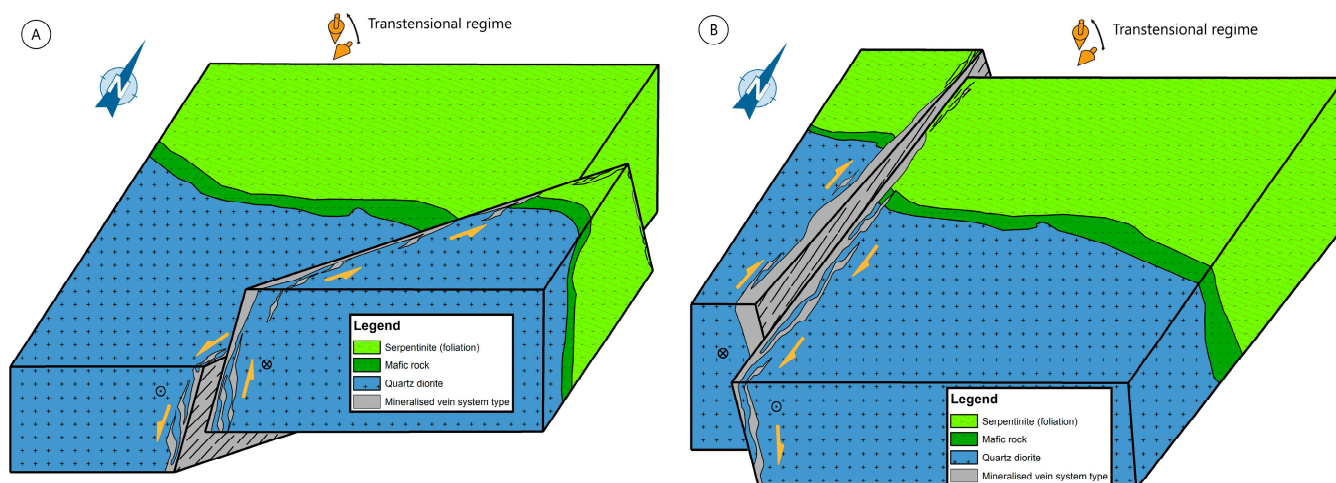 A
Transtensional regime
N
Legend
Serpentinite (foliation)
Mafic rock
Quartz diorite
Mineralised vein system type
B
Transtensional regime
N
Legend
Serpentinite (foliation)
Mafic rock
Quartz diorite
Mineralised vein system type